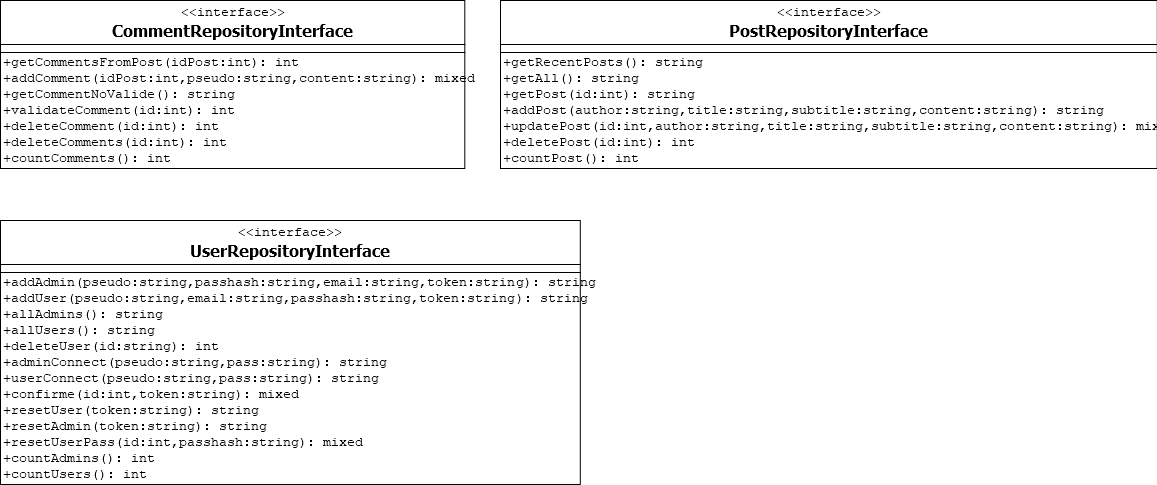 <<interface>>
CommentRepositoryInterface
+getCommentsFromPost(idPost:int): int
+addComment(idPost:int,pseudo:string,content:string): mixed
+getCommentNoValide(): string
+validateComment(id:int): int
+deleteComment(id:int): int
+deleteComments(id:int): int
+countComments(): int
<<interface>>
PostRepositoryInterface
+getRecentPosts(): string
+getAll(): string
+getPost(id:int): string
+addPost(author:string,title:string,subtitle:string,content:string): string
+updatePost(id:int,author:string,title:string,subtitle:string,content:string): mix
+deletePost(id:int): int
+countPost(): int
<<interface>>
UserRepositoryInterface
+addAdmin(pseudo:string,passhash:string,email:string,token:string): string
+addUser(pseudo:string,email:string,passhash:string,token:string): string
+allAdmins(): string
+allUsers(): string
+deleteUser(id:string): int
+adminConnect(pseudo:string,pass:string): string
+userConnect(pseudo:string,pass:string): string
+confirme(id:int,token:string): mixed
+resetUser(token:string): string
+resetAdmin(token:string): string
+resetUserPass(id:int,passhash:string): mixed
+countAdmins(): int
+countUsers(): int